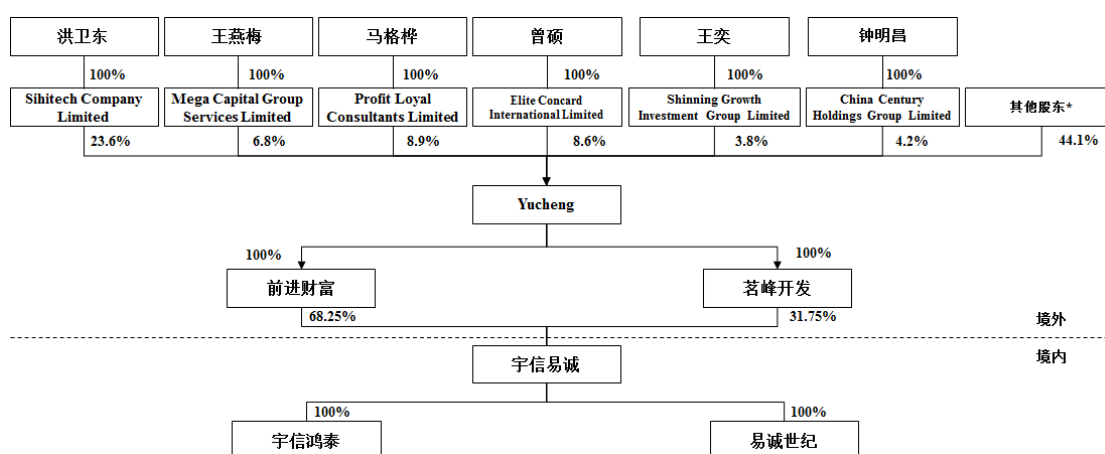 洪卫东
王燕梅
马格桦
曾硕
王奕
钟明昌
100%
100%
100%
100%
100%
100%
Sihitech Company
Limited
Mega Capital Group
Services Limited
Profit Loyal
Consultants Limited
Elite Concard
International Limited
Shinning Growth
Investment Group Limited
China Century
Holdings Group Limited
其他股东*
23.6%
6.8%
8.9%
8.6%
3.8%
4.2%
44.1%
Yucheng
100%
100%
前进财富
茗峰开发
68.25%
31.75%
境外
境内
宇信易诚
100%
100%
宇信鸿泰
易诚世纪